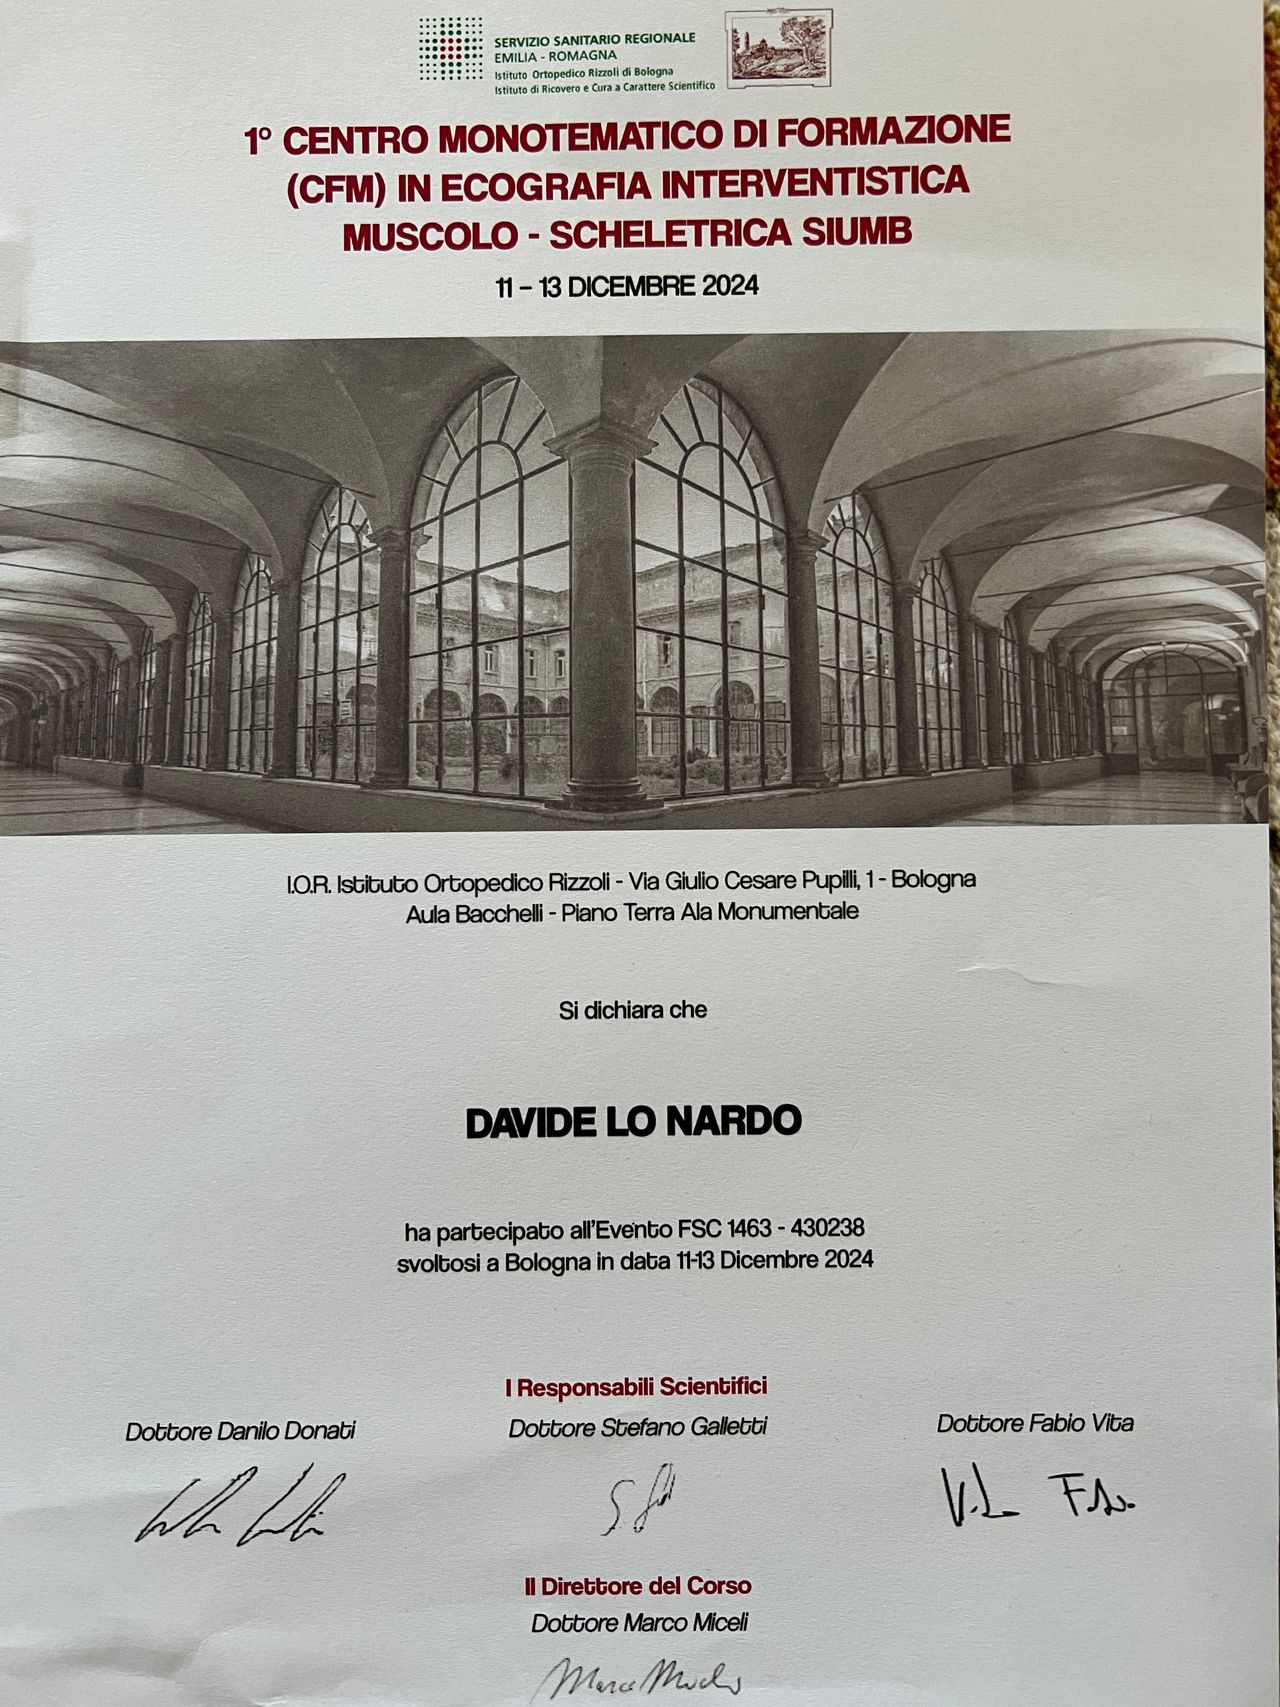 SERVIZIO SANITARIO REGIONALE
EMILIA - ROMAGNA
Istituto Ortopedico Rizzoli di Bologna
Istituto di Ricovero e Cura a Carattere Scientifico
1° CENTRO MONOTEMATICO DI FORMAZIONE
(CFM) IN ECOGRAFIA INTERVENTISTICA
MUSCOLO - SCHELETRICA SIUMB
11 – 13 DICEMBRE 2024
I.O.R. Istituto Ortopedico Rizzoli - Via Giulio Cesare Pupilli, 1 - Bologna
Aula Bacchelli - Piano Terra Ala Monumentale
Si dichiara che
DAVIDE LO NARDO
ha partecipato all'Evento FSC 1463 - 430238
svoltosi a Bologna in data 11-13 Dicembre 2024
I Responsabili Scientifici
Dottore Danilo Donati
Dottore Stefano Galletti
Dottore Fabio Vita
Il Direttore del Corso
Dottore Marco Miceli